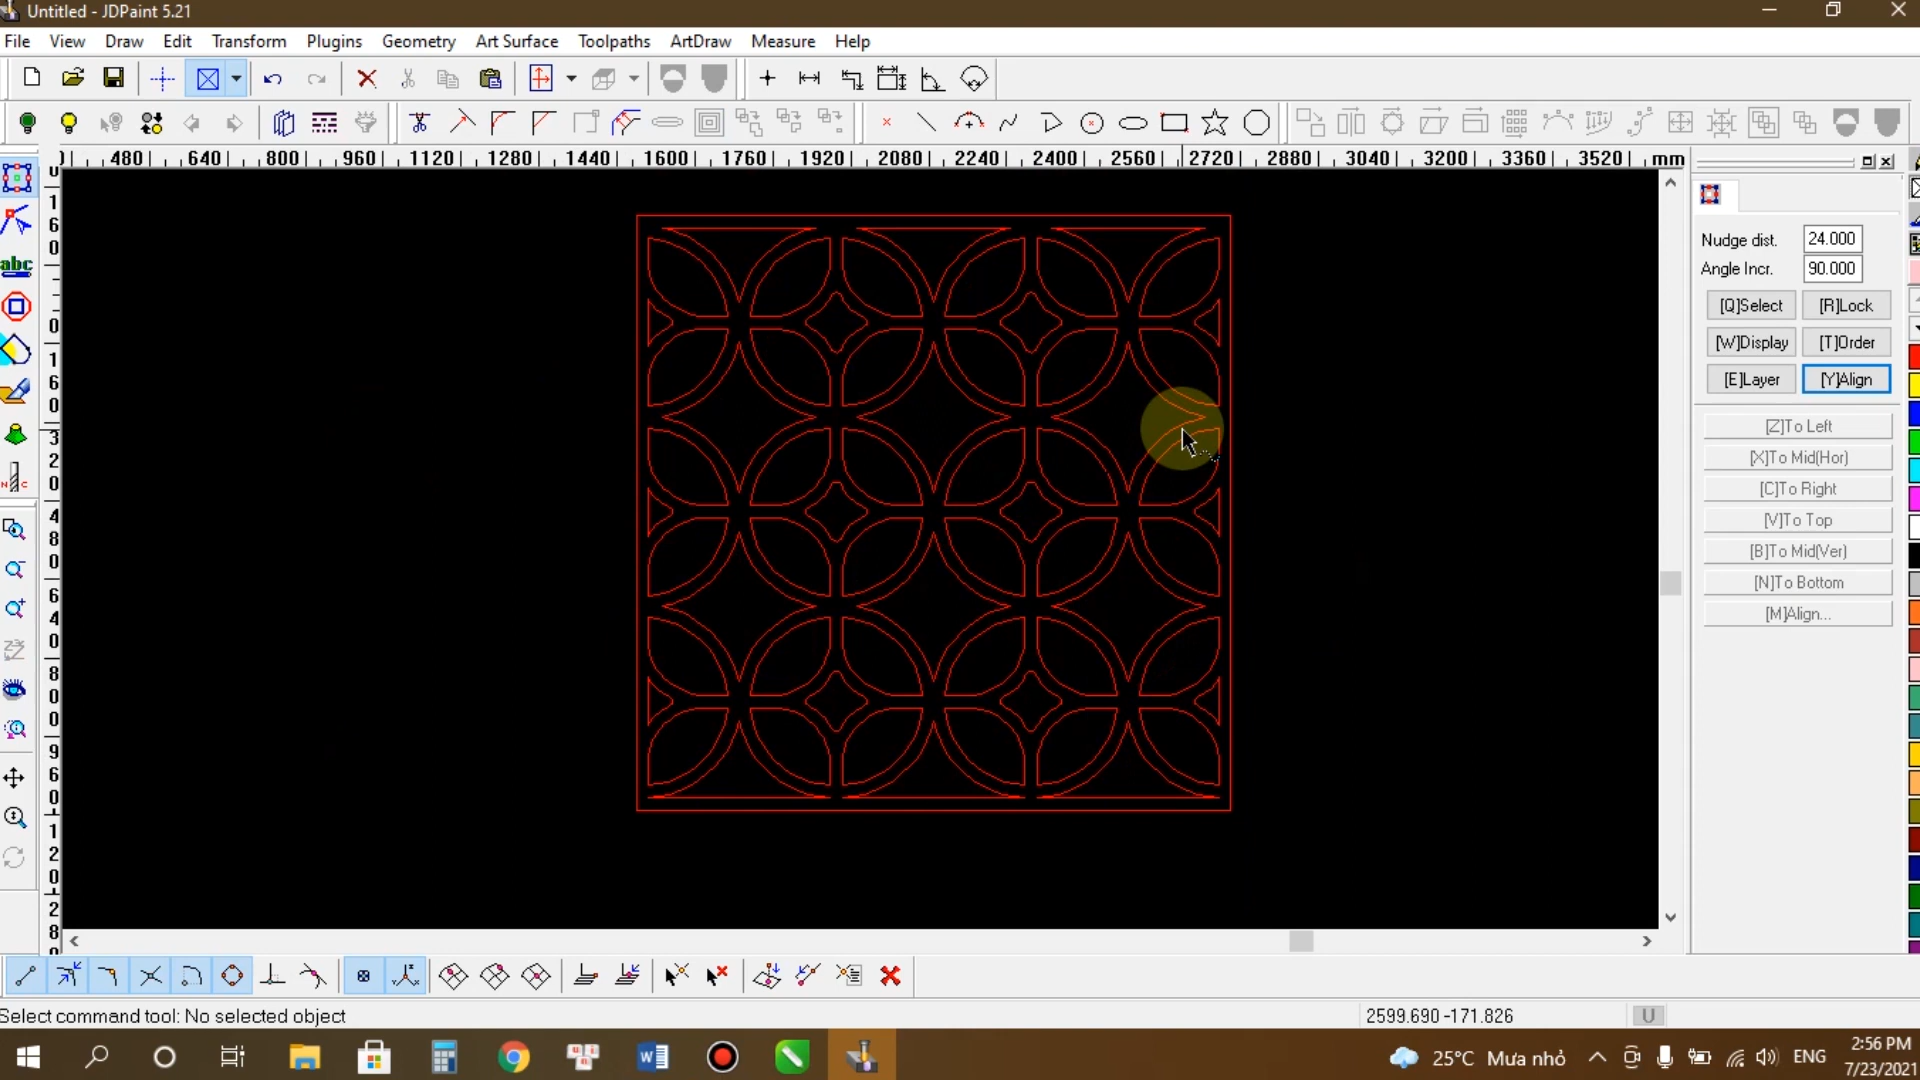 Untitled - JDPaint 5.21
File View Draw Edit Transform Plugins Geometry Art Surface Toolpaths ArtDraw Measure Help
480 640 800 960 1120 1280 1440 1600 1760 1920 2080 2240 2400 2560 2720 2880 3040 3200 3360 3520 mm
abc
Nudge dist. 24.000
Angle Incr. 90.000
[Q]Select [R]Lock
[W]Display [T]Order
[E]Layer [Y]Align
[Z]To Left
[X]To Mid(Hor)
[C]To Right
[V]To Top
[B]To Mid(Ver)
[N]To Bottom
[M]Align...
Select command tool: No selected object
2599.690 -171.826
U
25°C Mưa nhỏ
ENG
2:56 PM
7/23/2021